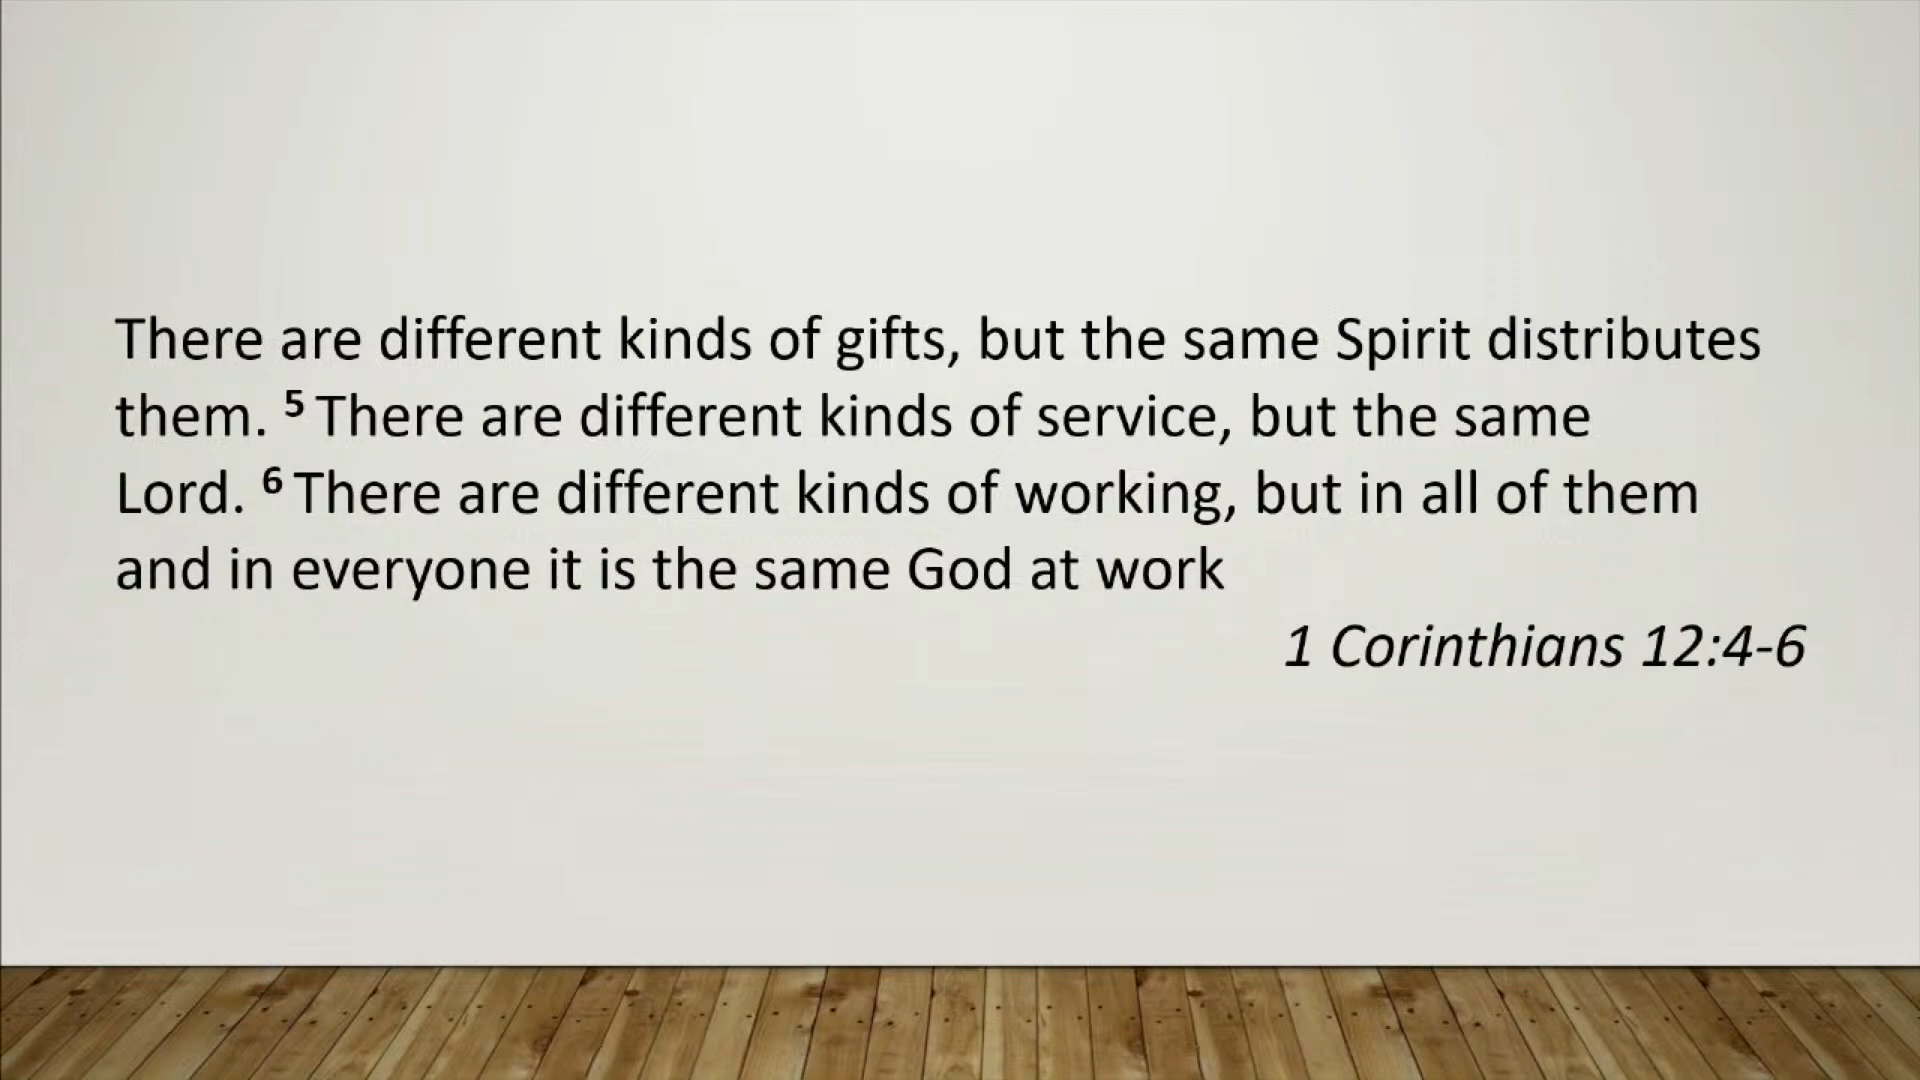 There are different kinds of gifts, but the same Spirit distributes
them. ⁵ There are different kinds of service, but the same
Lord. ⁶ There are different kinds of working, but in all of them
and in everyone it is the same God at work
1 Corinthians 12:4-6